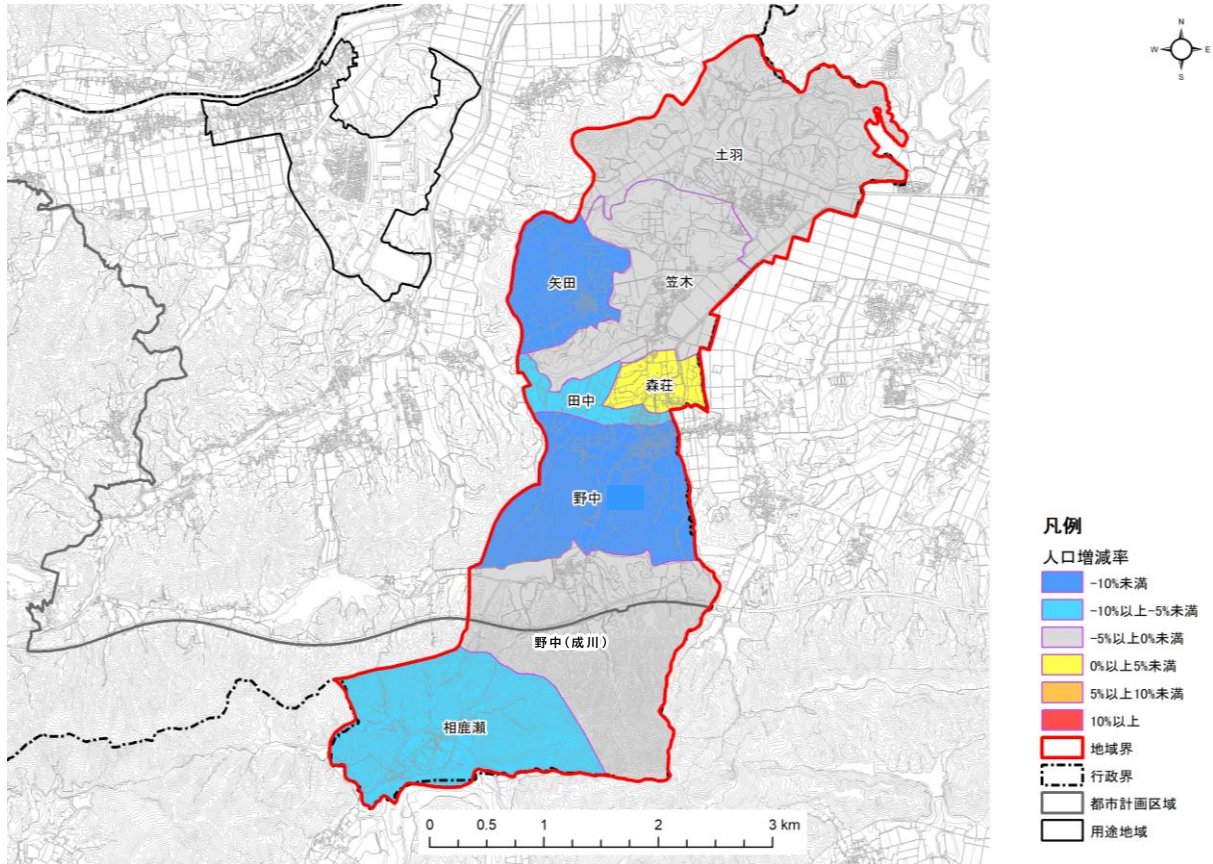 N
W E
S
土羽
矢田
笠木
森荘
田中
野中
野中(成川)
相鹿瀬
凡例
人口増減率
-10%未満
-10%以上-5%未満
-5%以上0%未満
0%以上5%未満
5%以上10%未満
10%以上
地域界
行政界
都市計画区域
用途地域
0 0.5 1 2 3 km